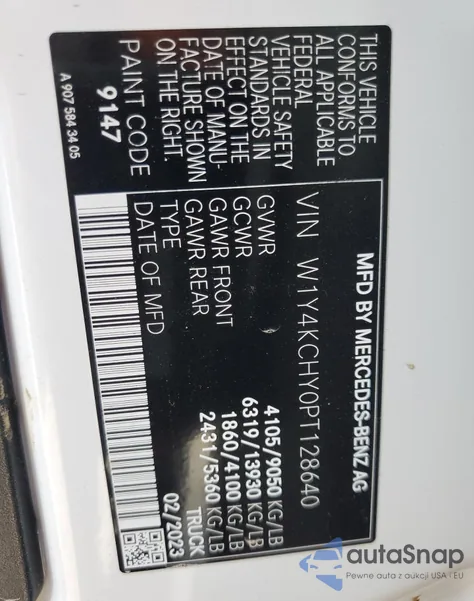 MFD BY MERCEDES-BENZ AG
VIN W1Y4KCHY0PT128640
GVWR 4105/9050 KG/LB
GCWR 6319/13930 KG/LB
GAWR FRONT 1860/4100 KG/LB
GAWR REAR 2431/5360 KG/LB
TYPE TRUCK
DATE OF MFD 02/2023
THIS VEHICLE
CONFORMS TO
ALL APPLICABLE
FEDERAL
VEHICLE SAFETY
STANDARDS IN
EFFECT ON THE
DATE OF MANU-
FACTURE SHOWN
ON THE RIGHT.
PAINT CODE
9147
A 907 584 34 05
autoSnap
Pewne auta z aukcji USA i EU